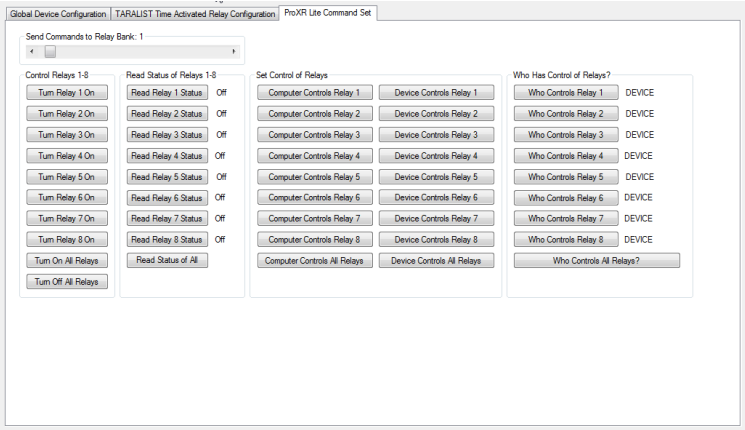 Global Device Configuration TARALIST Time Activated Relay Configuration ProXR Lite Command Set
Send Commands to Relay Bank: 1
Control Relays 1-8 Read Status of Relays 1-8 Set Control of Relays Who Has Control of Relays?
Turn Relay 1 On Read Relay 1 Status Off Computer Controls Relay 1 Device Controls Relay 1 Who Controls Relay 1 DEVICE
Turn Relay 2 On Read Relay 2 Status Off Computer Controls Relay 2 Device Controls Relay 2 Who Controls Relay 2 DEVICE
Turn Relay 3 On Read Relay 3 Status Off Computer Controls Relay 3 Device Controls Relay 3 Who Controls Relay 3 DEVICE
Turn Relay 4 On Read Relay 4 Status Off Computer Controls Relay 4 Device Controls Relay 4 Who Controls Relay 4 DEVICE
Turn Relay 5 On Read Relay 5 Status Off Computer Controls Relay 5 Device Controls Relay 5 Who Controls Relay 5 DEVICE
Turn Relay 6 On Read Relay 6 Status Off Computer Controls Relay 6 Device Controls Relay 6 Who Controls Relay 6 DEVICE
Turn Relay 7 On Read Relay 7 Status Off Computer Controls Relay 7 Device Controls Relay 7 Who Controls Relay 7 DEVICE
Turn Relay 8 On Read Relay 8 Status Off Computer Controls Relay 8 Device Controls Relay 8 Who Controls Relay 8 DEVICE
Turn On All Relays Read Status of All Computer Controls All Relays Device Controls All Relays Who Controls All Relays?
Turn Off All Relays